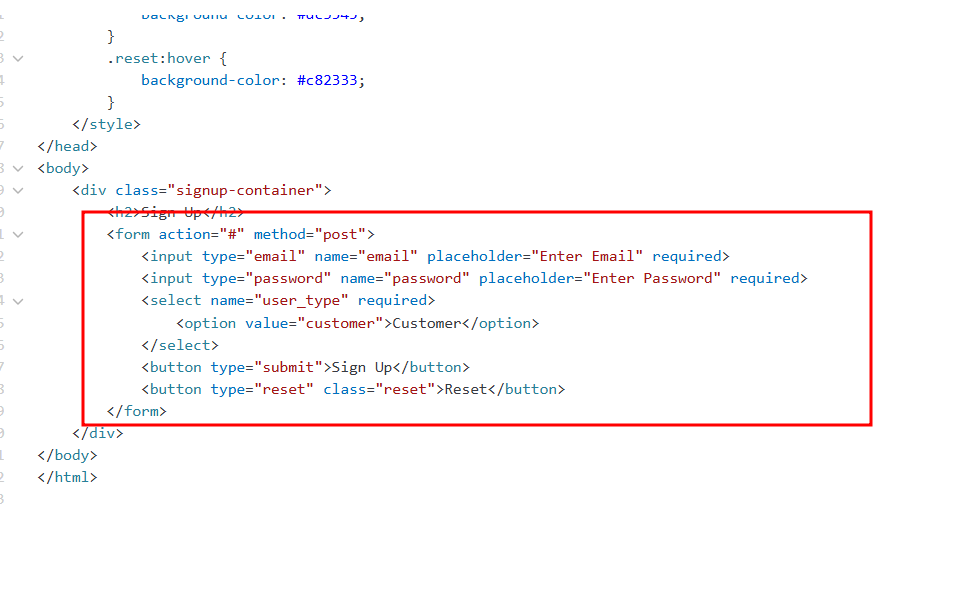 }
.reset:hover {
background-color: #c82333;
}
</style>
</head>
<body>
<div class="signup-container">
<h2>Sign Up</h2>
<form action="#" method="post">
<input type="email" name="email" placeholder="Enter Email" required>
<input type="password" name="password" placeholder="Enter Password" required>
<select name="user_type" required>
<option value="customer">Customer</option>
</select>
<button type="submit">Sign Up</button>
<button type="reset" class="reset">Reset</button>
</form>
</div>
</body>
</html>